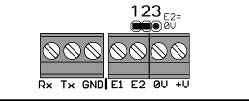 123
E2=
0V
Rx Tx GND E1 E2 0V +V